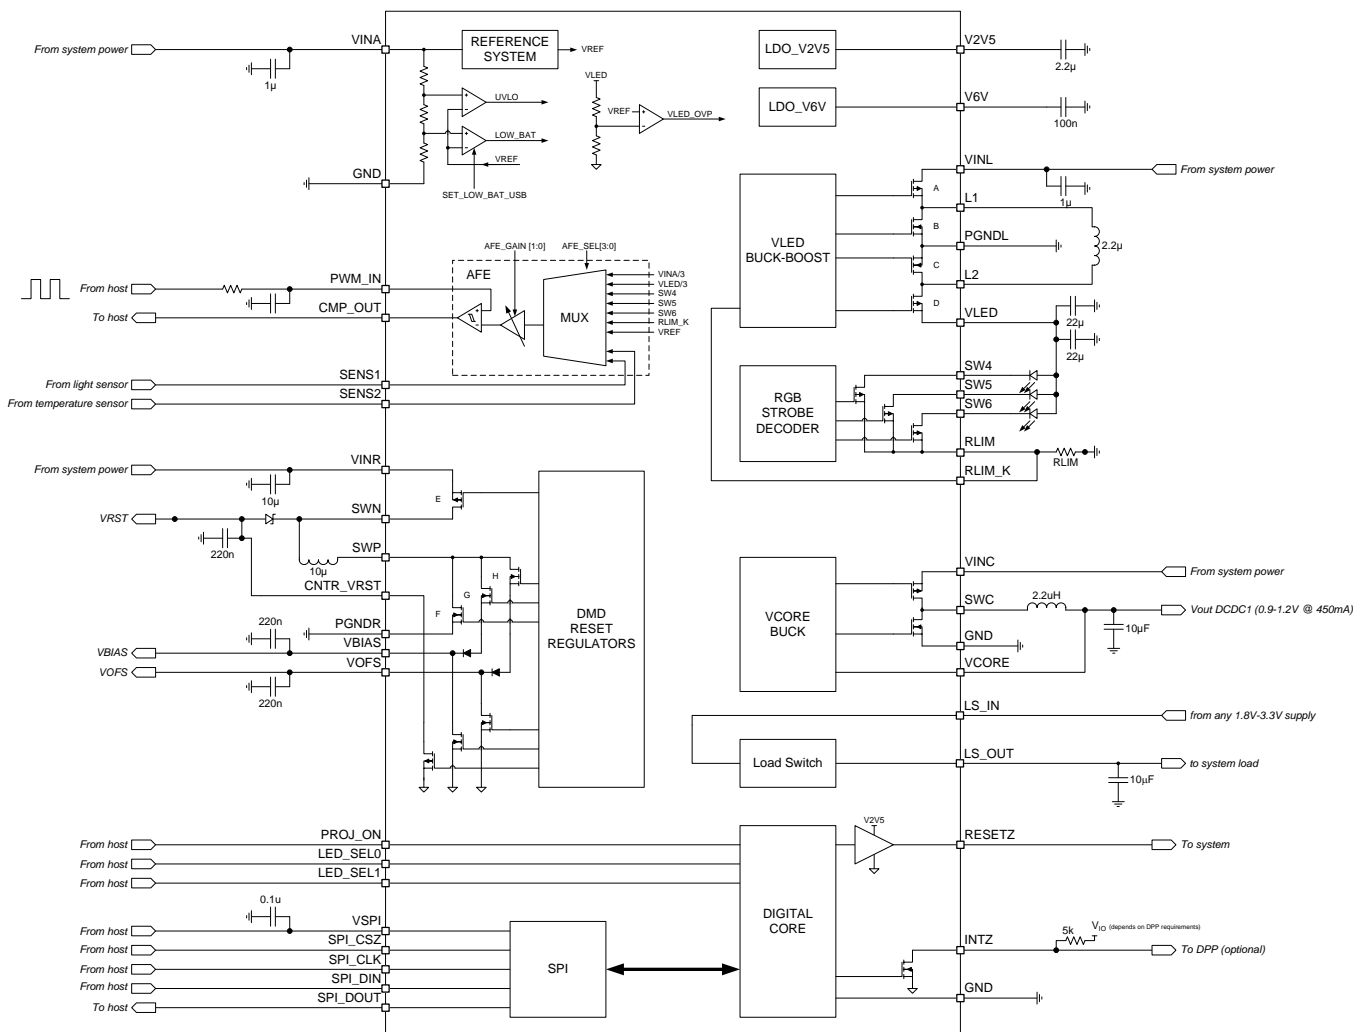 From system power
VINA
1µ
REFERENCE
SYSTEM
VREF
UVLO
LOW_BAT
VREF
SET_LOW_BAT_USB
VLED
VREF
VLED_OVP
GND
LDO_V2V5
V2V5
2.2µ
LDO_V6V
V6V
100n
VINL
From system power
1µ
VLED
BUCK-BOOST
A
B
C
D
L1
PGNDL
2.2µ
L2
VLED
22µ
22µ
AFE_GAIN [1:0]
AFE_SEL[3:0]
AFE
MUX
VINA/3
VLED/3
SW4
SW5
SW6
RLIM_K
VREF
From host
PWM_IN
To host
CMP_OUT
From light sensor
SENS1
From temperature sensor
SENS2
RGB
STROBE
DECODER
SW4
SW5
SW6
RLIM
RLIM
RLIM_K
From system power
VINR
10µ
E
VRST
SWN
220n
SWP
10µ
CNTR_VRST
H
G
F
DMD
RESET
REGULATORS
PGNDR
220n
VBIAS
VBIAS
VOFS
VOFS
220n
VCORE
BUCK
VINC
From system power
SWC
2.2uH
Vout DCDC1 (0.9-1.2V @ 450mA)
10µF
GND
VCORE
LS_IN
from any 1.8V-3.3V supply
Load Switch
LS_OUT
to system load
10µF
From host
PROJ_ON
From host
LED_SEL0
From host
LED_SEL1
DIGITAL
CORE
V2V5
RESETZ
To system
0.1u
From host
VSPI
From host
SPI_CSZ
From host
SPI_CLK
From host
SPI_DIN
To host
SPI_DOUT
SPI
5k
VIO (depends on DPP requirements)
INTZ
To DPP (optional)
GND